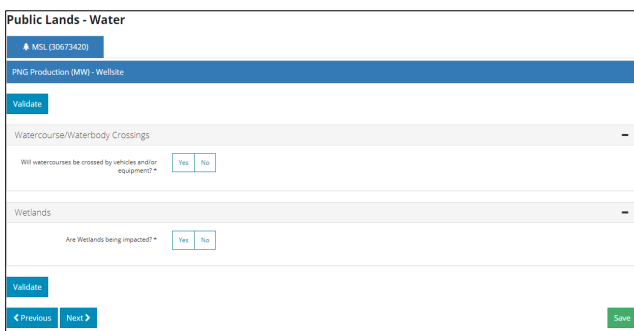 Public Lands - Water
MSL (30673420)
PNG Production (MW) - Wellsite
Validate
Watercourse/Waterbody Crossings
Will watercourses be crossed by vehicles and/or
equipment? * Yes No
Wetlands
Are Wetlands being impacted? * Yes No
Validate
Previous Next Save